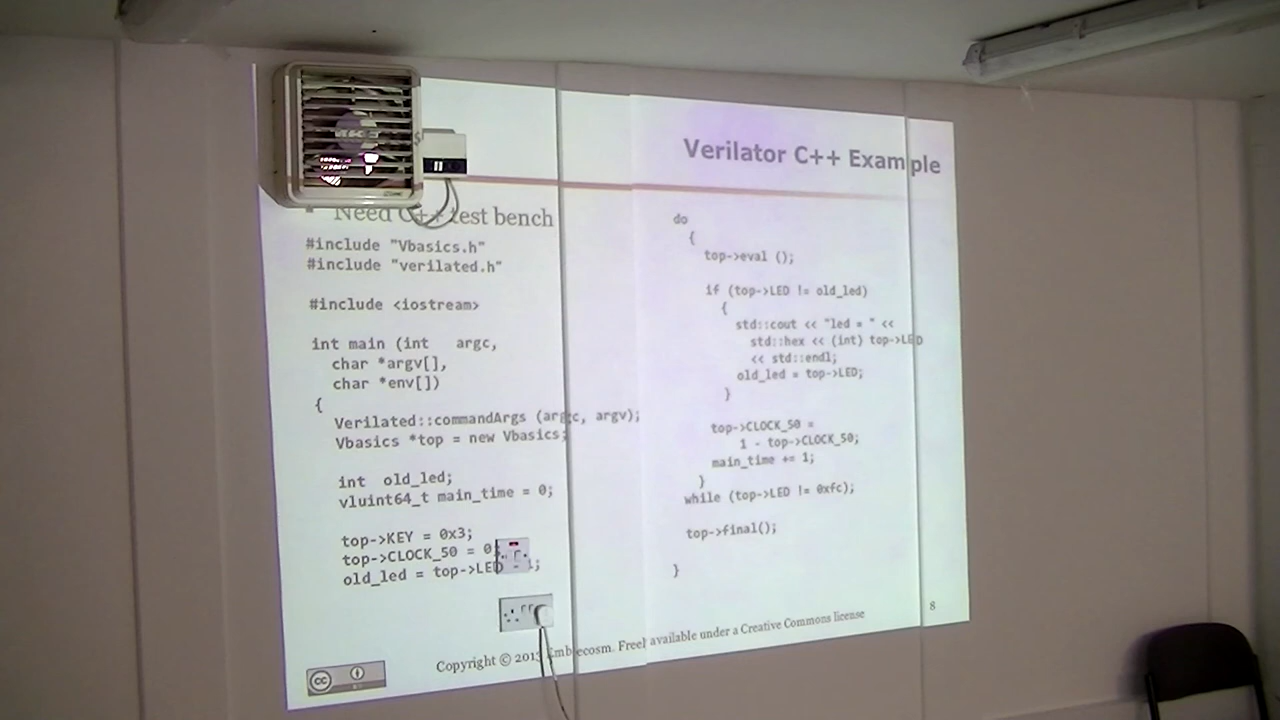 Verilator C++ Example
Need C++ test bench
#include "Vbasics.h"
#include "verilated.h"
#include <iostream>
int main (int argc,
char *argv[],
char *env[])
{
Verilated::commandArgs (argc, argv);
Vbasics *top = new Vbasics;
int old_led;
vluint64_t main_time = 0;
top->KEY = 0x3;
top->CLOCK_50 = 0;
old_led = top->LED
do
{
top->eval ();
if (top->LED != old_led)
{
std::cout << "led = " <<
std::hex << (int) top->LED
<< std::endl;
old_led = top->LED;
}
top->CLOCK_50 =
1 - top->CLOCK_50;
main_time += 1;
}
while (top->LED != 0xfc);
top->final();
}
8
Copyright © 2013 Embecosm. Freely available under a Creative Commons license
cc